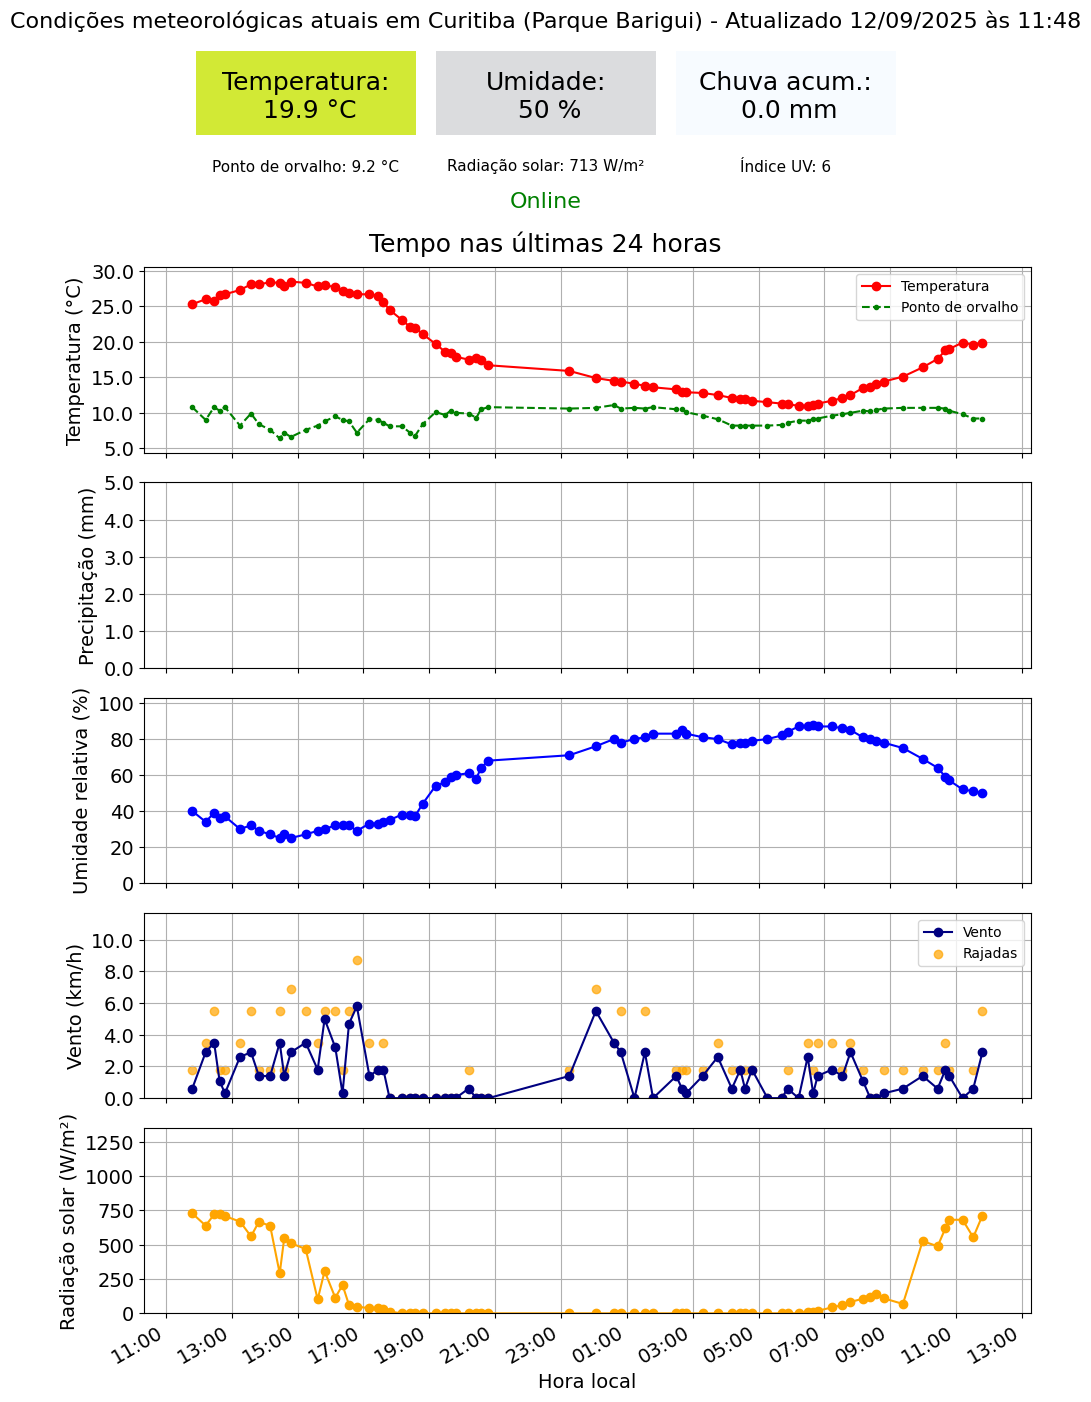 Condições meteorológicas atuais em Curitiba (Parque Barigui) - Atualizado 12/09/2025 às 11:48
Temperatura:
19.9 °C
Umidade:
50 %
Chuva acum.:
0.0 mm
Ponto de orvalho: 9.2 °C
Radiação solar: 713 W/m²
Índice UV: 6
Online
Tempo nas últimas 24 horas
Temperatura (°C)
30.0
25.0
20.0
15.0
10.0
5.0
Temperatura
Ponto de orvalho
Precipitação (mm)
5.0
4.0
3.0
2.0
1.0
0.0
Umidade relativa (%)
100
80
60
40
20
0
Vento (km/h)
10.0
8.0
6.0
4.0
2.0
0.0
Vento
Rajadas
Radiação solar (W/m²)
1250
1000
750
500
250
0
11:00
13:00
15:00
17:00
19:00
21:00
23:00
01:00
03:00
05:00
07:00
09:00
11:00
13:00
Hora local